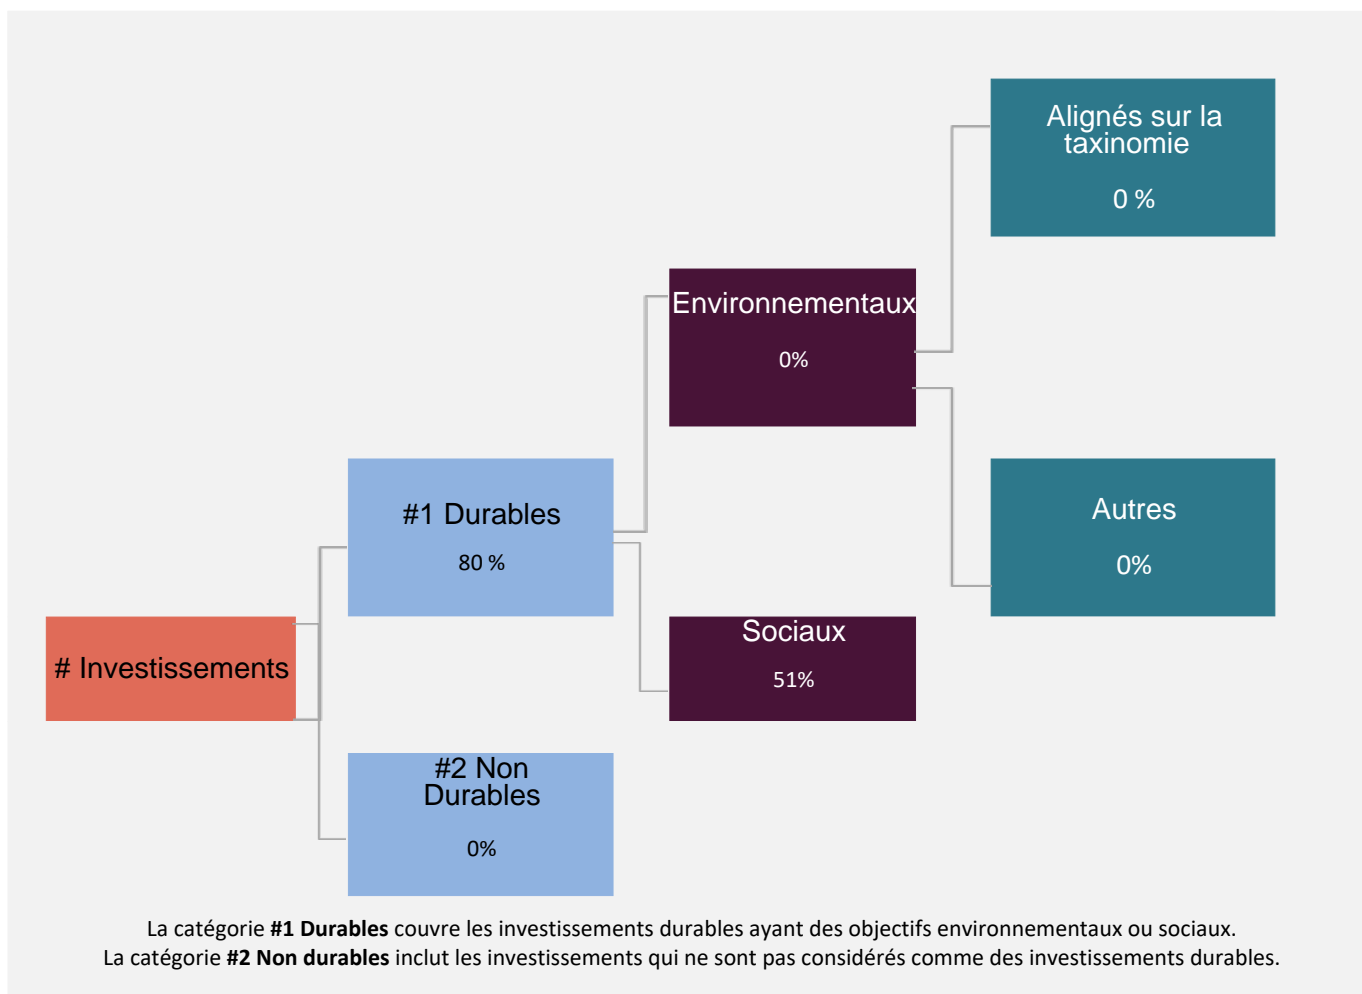 Alignés sur la
taxinomie
0 %
Environnementaux
0%
#1 Durables
80 %
Autres
0%
# Investissements
Sociaux
51%
#2 Non
Durables
0%
La catégorie #1 Durables couvre les investissements durables ayant des objectifs environnementaux ou sociaux.
La catégorie #2 Non durables inclut les investissements qui ne sont pas considérés comme des investissements durables.